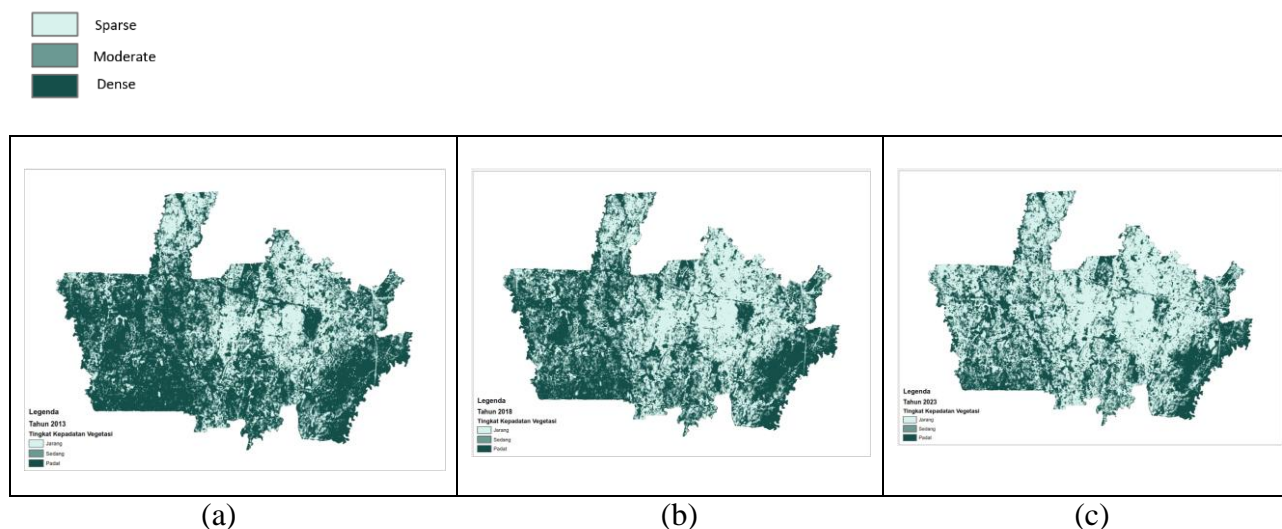 Sparse
Moderate
Dense
Legenda
Tahun 2013
Tingkat Kepadatan Vegetasi
Jarang
Sedang
Padat
Legenda
Tahun 2018
Tingkat Kepadatan Vegetasi
Jarang
Sedang
Padat
Legenda
Tahun 2023
Tingkat Kepadatan Vegetasi
Jarang
Sedang
Padat
(a)
(b)
(c)